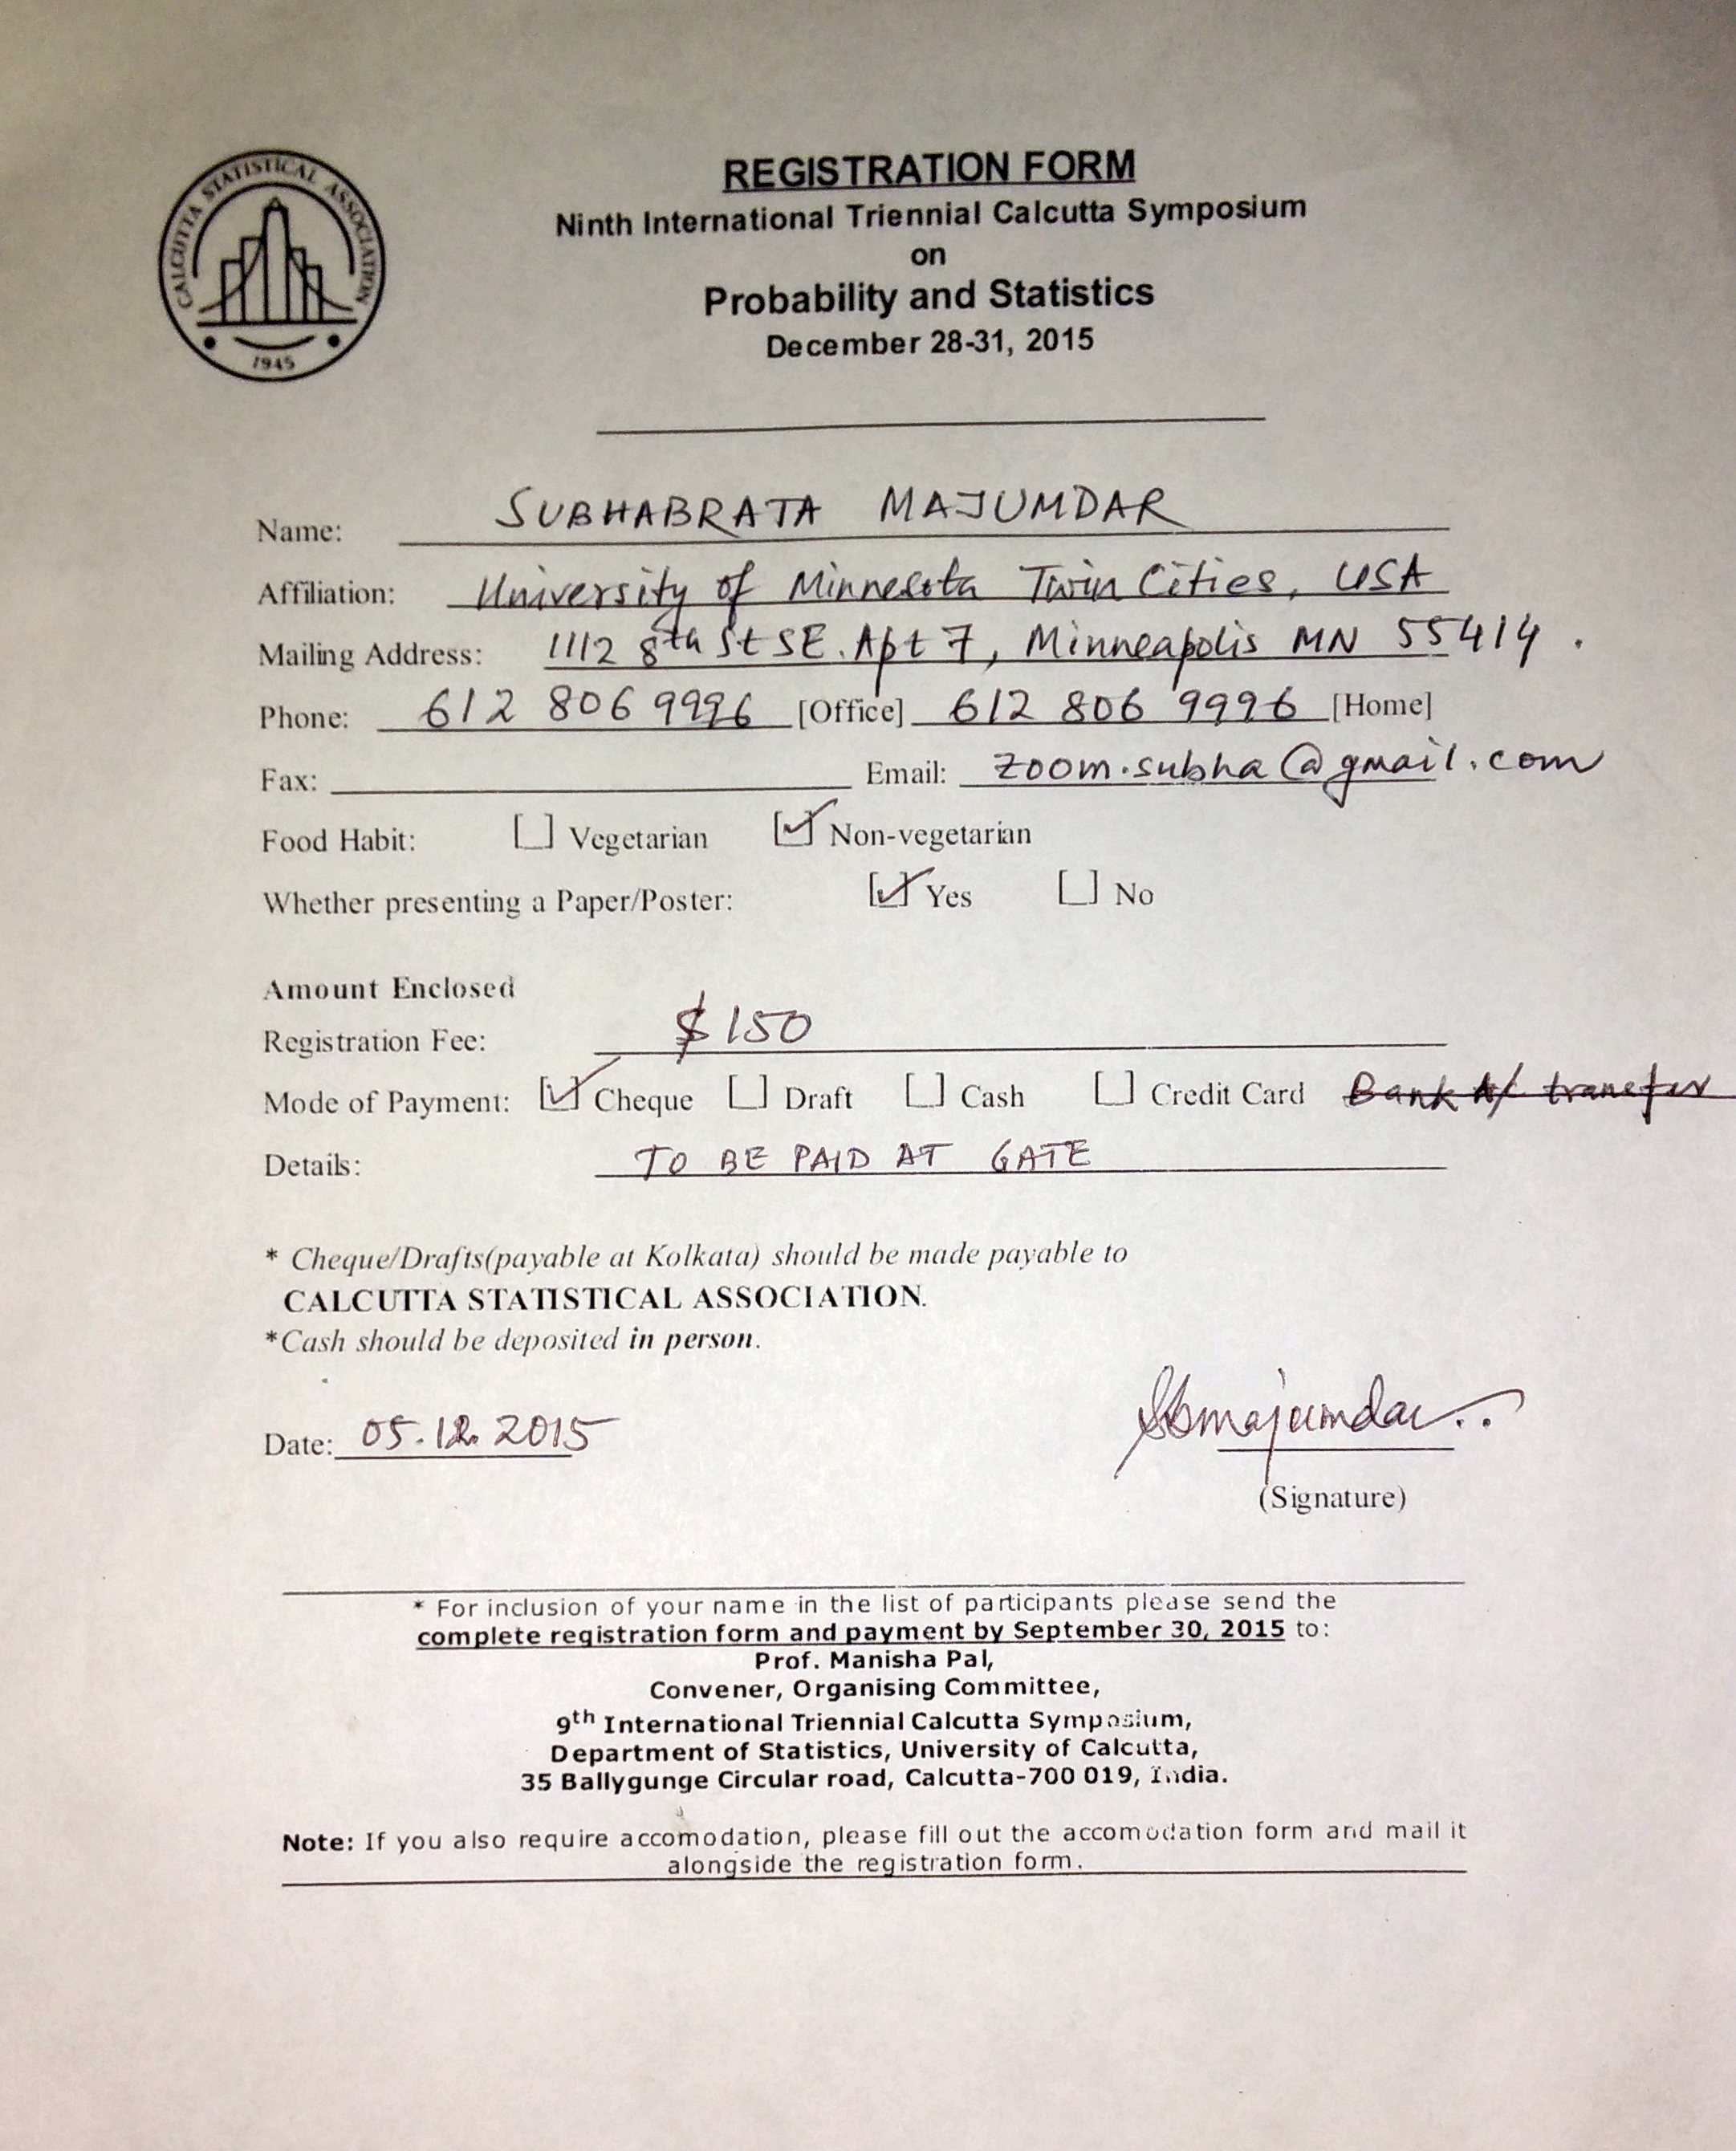 CALCUTTA STATISTICAL ASSOCIATION
1945
REGISTRATION FORM
Ninth International Triennial Calcutta Symposium
on
Probability and Statistics
December 28-31, 2015
Name: SUBHABRATA MAJUMDAR
Affiliation: University of Minnesota Twin Cities, USA
Mailing Address: 1112 8th St SE. Apt 7, Minneapolis MN 55414.
Phone: 612 806 9996 [Office] 612 806 9996 [Home]
Fax: Email: zoom.subha@gmail.com
Food Habit: [ ] Vegetarian [✓] Non-vegetarian
Whether presenting a Paper/Poster: [✓] Yes [ ] No
Amount Enclosed
Registration Fee: $150
Mode of Payment: [✓] Cheque [ ] Draft [ ] Cash [ ] Credit Card Bank A/c transfer
Details: TO BE PAID AT GATE
* Cheque/Drafts(payable at Kolkata) should be made payable to
CALCUTTA STATISTICAL ASSOCIATION.
*Cash should be deposited in person.
Date: 05.12.2015 Sbmajumdar..
(Signature)
* For inclusion of your name in the list of participants please send the
complete registration form and payment by September 30, 2015 to:
Prof. Manisha Pal,
Convener, Organising Committee,
9th International Triennial Calcutta Symposium,
Department of Statistics, University of Calcutta,
35 Ballygunge Circular road, Calcutta-700 019, India.
Note: If you also require accomodation, please fill out the accomodation form and mail it
alongside the registration form.